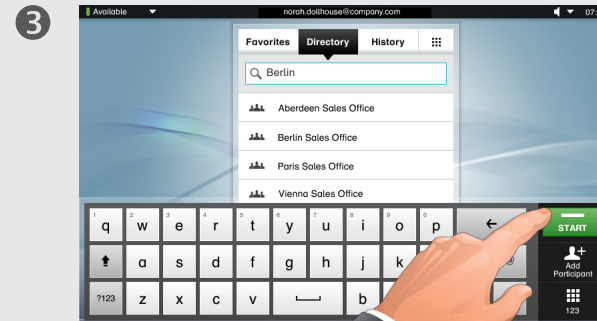 3
Available norah.dollhouse@company.com 07:
Favorites Directory History
Berlin
Aberdeen Sales Office
Berlin Sales Office
Paris Sales Office
Vienna Sales Office
1 q 2 w 3 e 4 r 5 t 6 y 7 u 8 i 9 o 0 p ← START
a s d f g h j k @ Add
Participant
?123 z x c v b 123